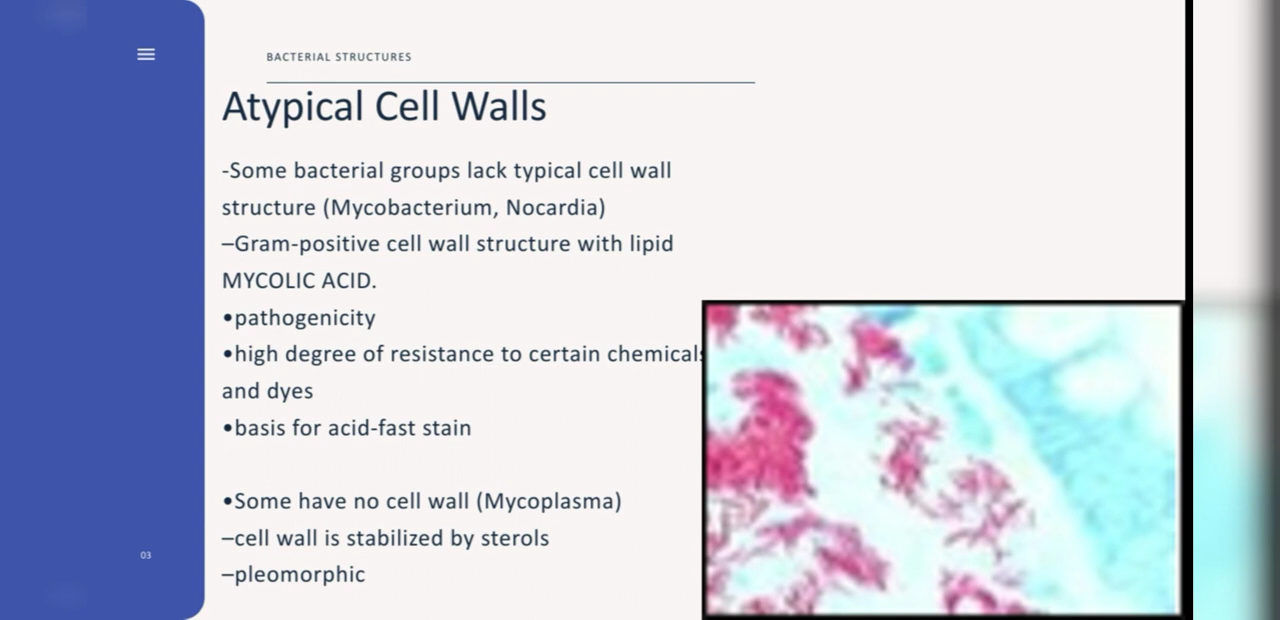 BACTERIAL STRUCTURES
Atypical Cell Walls
-Some bacterial groups lack typical cell wall
structure (Mycobacterium, Nocardia)
–Gram-positive cell wall structure with lipid
MYCOLIC ACID.
•pathogenicity
•high degree of resistance to certain chemicals
and dyes
•basis for acid-fast stain
•Some have no cell wall (Mycoplasma)
–cell wall is stabilized by sterols
03
–pleomorphic